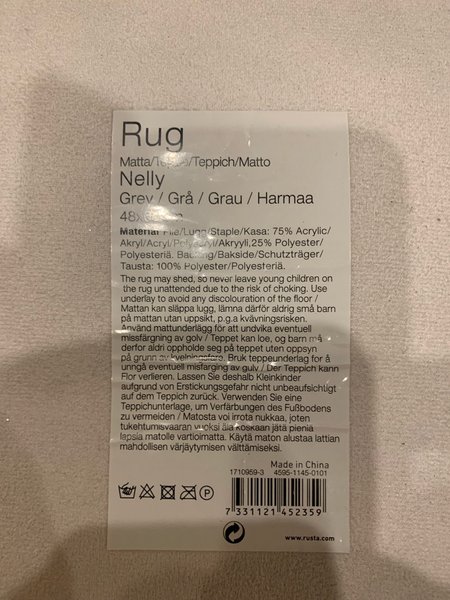 Rug
Matta/Teppe/Teppich/Matto
Nelly
Grey / Grå / Grau / Harmaa
Material Pile/Lugg/Staple/Kasa: 75% Acrylic/
Akryl/Acryl/Polyacryl/Akryyli,25% Polyester/
Polyesteriä. Backing/Bakside/Schutzträger/
Tausta: 100% Polyester/Polyesteriä.
The rug may shed, so never leave young children on
the rug unattended due to the risk of choking. Use
underlay to avoid any discolouration of the floor /
Mattan kan släppa lugg, lämna därför aldrig små barn
på mattan utan uppsikt, p.g.a kvävningsrisken.
Använd mattunderlägg för att undvika eventuell
missfärgning av golv / Teppet kan loe, og barn må
derfor aldri oppholde seg på teppet uten oppsyn
på grunn av kvelningsfare. Bruk teppeunderlag for å
unngå eventuell misfarging av gulv / Der Teppich kann
Flor verlieren. Lassen Sie deshalb Kleinkinder
aufgrund von Erstickungsgefahr nicht unbeaufsichtigt
auf dem Teppich zurück. Verwenden Sie eine
Teppichunterlage, um Verfärbungen des Fußbodens
zu vermeiden / Matosta voi irrota nukkaa, joten
tukehtumisvaaran vuoksi älä koskaan jätä pieniä
lapsia matolle vartioimatta. Käytä maton alustaa lattian
mahdollisen värjäytymisen välttämiseksi.
Made in China
1710959-3 4595-1145-0101
P
7 331121 452359
www.rusta.com